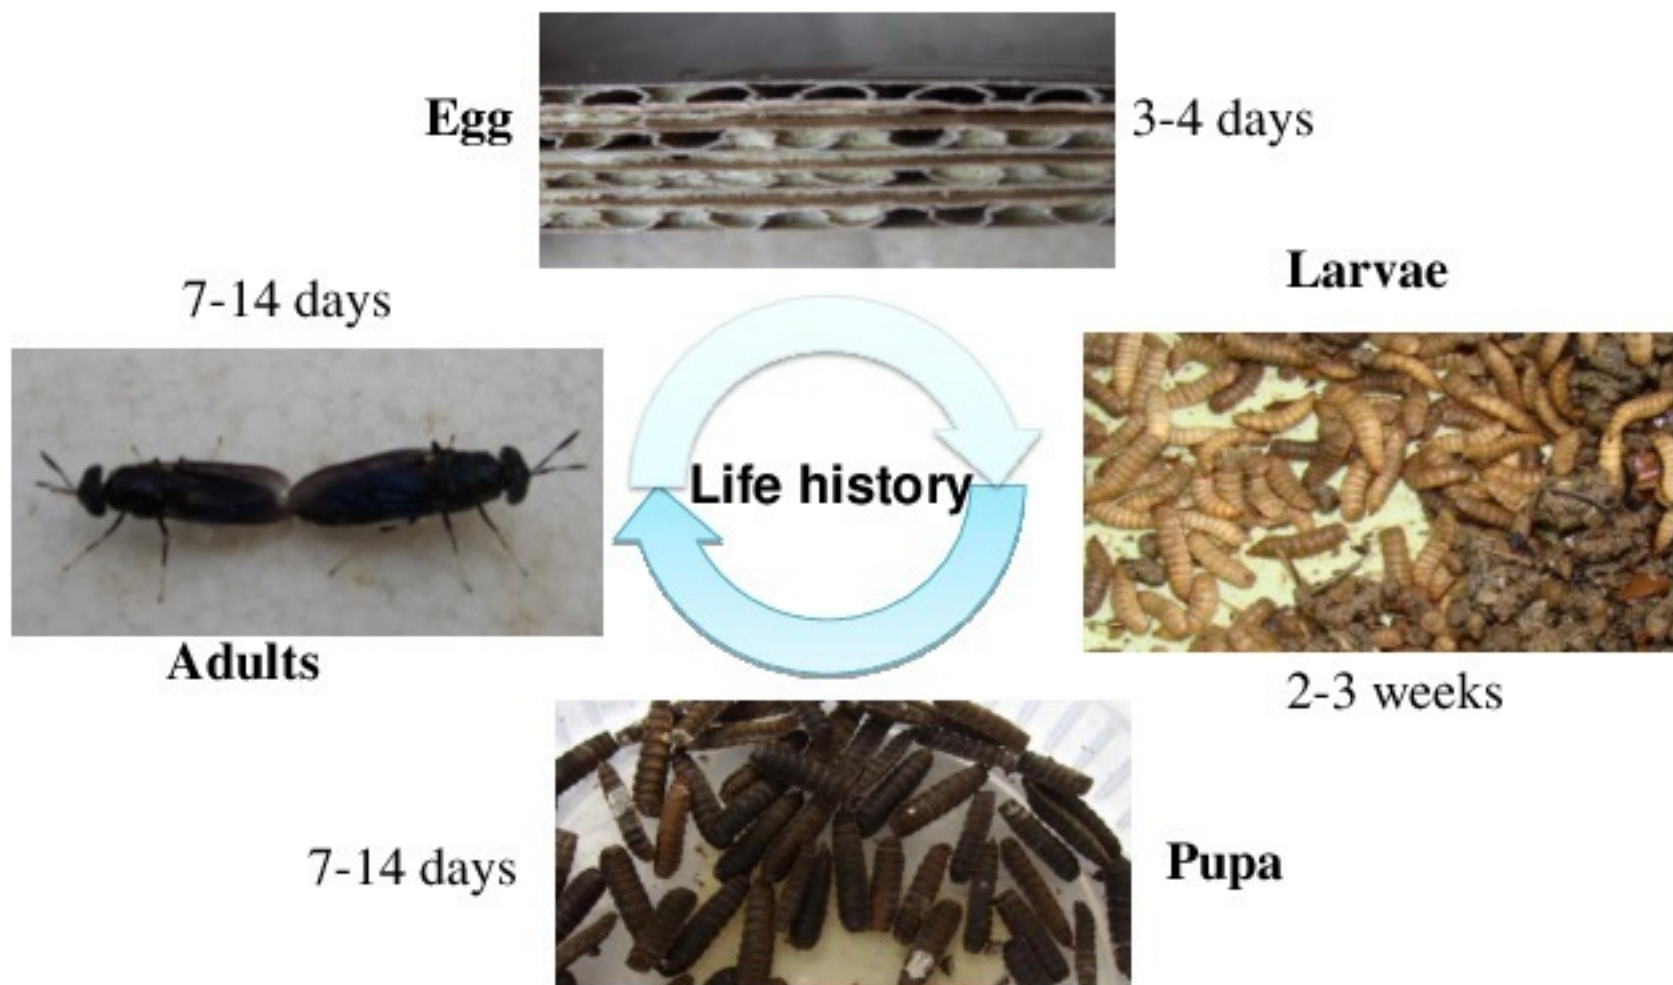 Egg
3-4 days
Larvae
7-14 days
Life history
Adults
2-3 weeks
7-14 days
Pupa